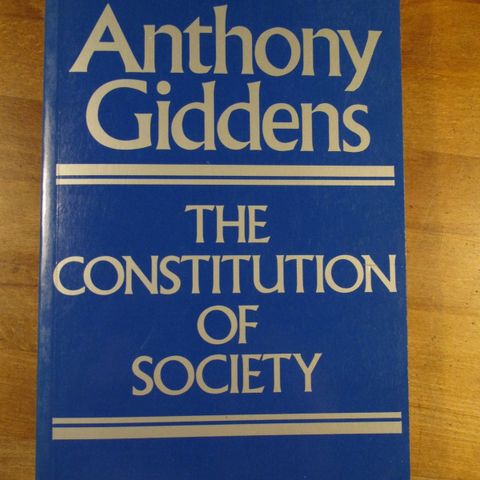 Anthony
Giddens
THE
CONSTITUTION
OF
SOCIETY